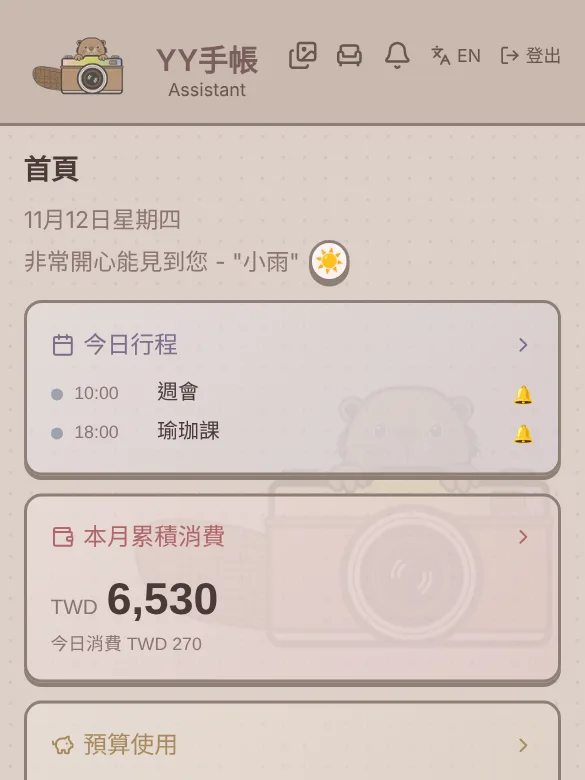 YY手帳
Assistant
EN
登出
首頁
11月12日星期四
非常開心能見到您 - "小雨"
今日行程
10:00 週會
18:00 瑜珈課
本月累積消費
TWD 6,530
今日消費 TWD 270
預算使用